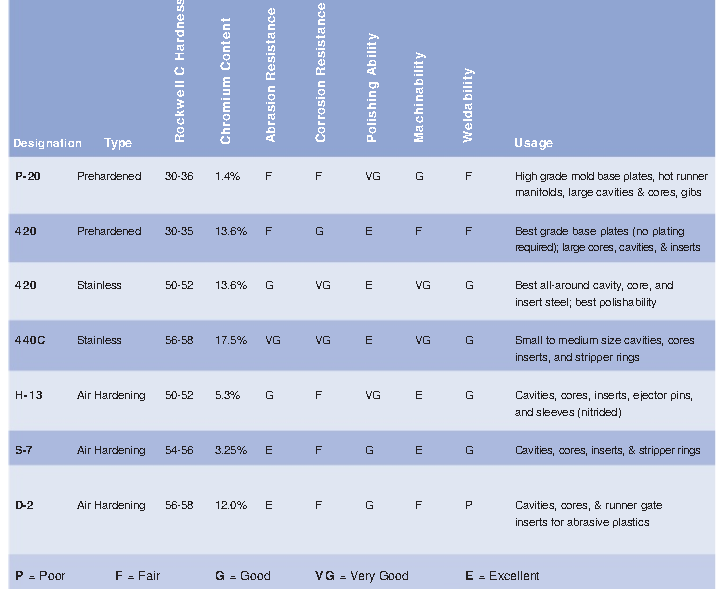 Designation Type Rockwell C Hardness Chromium Content Abrasion Resistance Corrosion Resistance Polishing Ability Machinability Weldability Usage
P-20 Prehardened 30-36 1.4% F F VG G F High grade mold base plates, hot runner
manifolds, large cavities & cores, gibs
420 Prehardened 30-35 13.6% F G E F F Best grade base plates (no plating
required); large cores, cavities, & inserts
420 Stainless 50-52 13.6% G VG E VG G Best all-around cavity, core, and
insert steel; best polishability
440C Stainless 56-58 17.5% VG VG E VG G Small to medium size cavities, cores
inserts, and stripper rings
H-13 Air Hardening 50-52 5.3% G F VG E G Cavities, cores, inserts, ejector pins,
and sleeves (nitrided)
S-7 Air Hardening 54-56 3.25% E F G E G Cavities, cores, inserts, & stripper rings
D-2 Air Hardening 56-58 12.0% E F G F P Cavities, cores, & runner gate
inserts for abrasive plastics
P = Poor F = Fair G = Good VG = Very Good E = Excellent